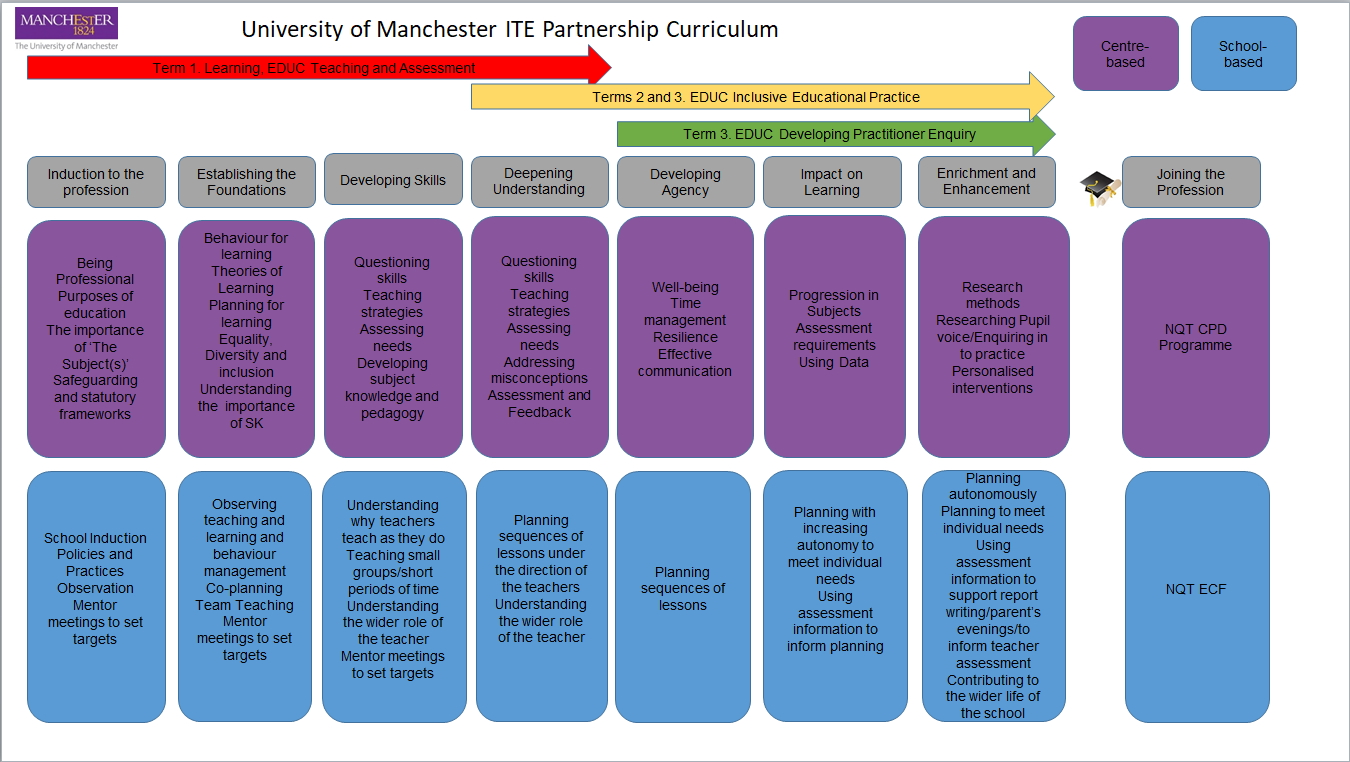 MANCHESTER
1824
The University of Manchester
University of Manchester ITE Partnership Curriculum
Centre-
based
School-
based
Term 1. Learning, EDUC Teaching and Assessment
Terms 2 and 3. EDUC Inclusive Educational Practice
Term 3. EDUC Developing Practitioner Enquiry
Induction to the
profession
Establishing the
Foundations
Developing Skills
Deepening
Understanding
Developing
Agency
Impact on
Learning
Enrichment and
Enhancement
Joining the
Profession
Being
Professional
Purposes of
education
The importance
of ‘The
Subject(s)’
Safeguarding
and statutory
frameworks
Behaviour for
learning
Theories of
Learning
Planning for
learning
Equality,
Diversity and
inclusion
Understanding
the importance
of SK
Questioning
skills
Teaching
strategies
Assessing
needs
Developing
subject
knowledge and
pedagogy
Questioning
skills
Teaching
strategies
Assessing
needs
Addressing
misconceptions
Assessment and
Feedback
Well-being
Time
management
Resilience
Effective
communication
Progression in
Subjects
Assessment
requirements
Using Data
Research
methods
Researching Pupil
voice/Enquiring in
to practice
Personalised
interventions
NQT CPD
Programme
School Induction
Policies and
Practices
Observation
Mentor
meetings to set
targets
Observing
teaching and
learning and
behaviour
management
Co-planning
Team Teaching
Mentor
meetings to set
targets
Understanding
why teachers
teach as they do
Teaching small
groups/short
periods of time
Understanding
the wider role of
the teacher
Mentor meetings
to set targets
Planning
sequences of
lessons under
the direction of
the teachers
Understanding
the wider role
of the teacher
Planning
sequences of
lessons
Planning with
increasing
autonomy to
meet individual
needs
Using
assessment
information to
inform planning
Planning
autonomously
Planning to meet
individual needs
Using
assessment
information to
support report
writing/parent’s
evenings/to
inform teacher
assessment
Contributing to
the wider life of
the school
NQT ECF